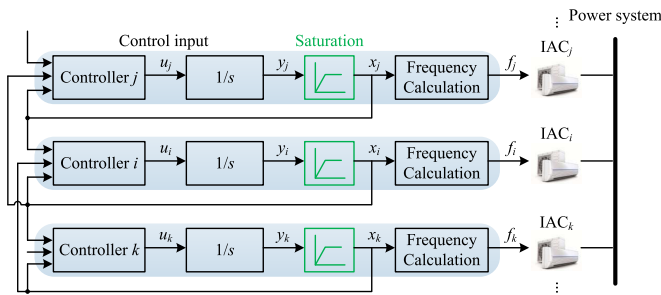 ⋮ Power system
Control input Saturation IAC_j
Controller j u_j 1/s y_j x_j Frequency Calculation f_j
IAC_i
Controller i u_i 1/s y_i x_i Frequency Calculation f_i
IAC_k
Controller k u_k 1/s y_k x_k Frequency Calculation f_k
⋮